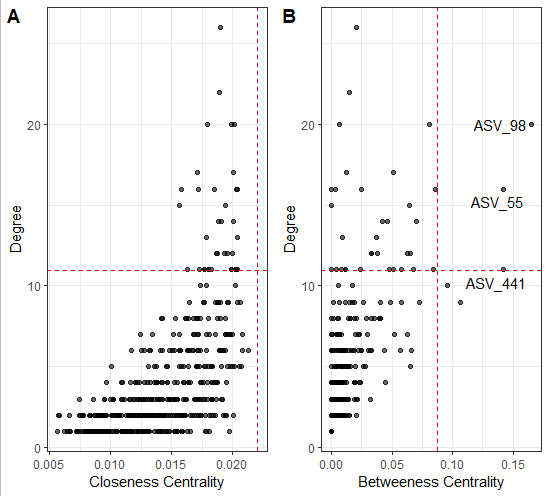 A
B
Degree
20
10
0
0.005
0.010
0.015
0.020
Closeness Centrality
Degree
20
10
0
ASV_98
ASV_55
ASV_441
0.00
0.05
0.10
0.15
Betweeness Centrality